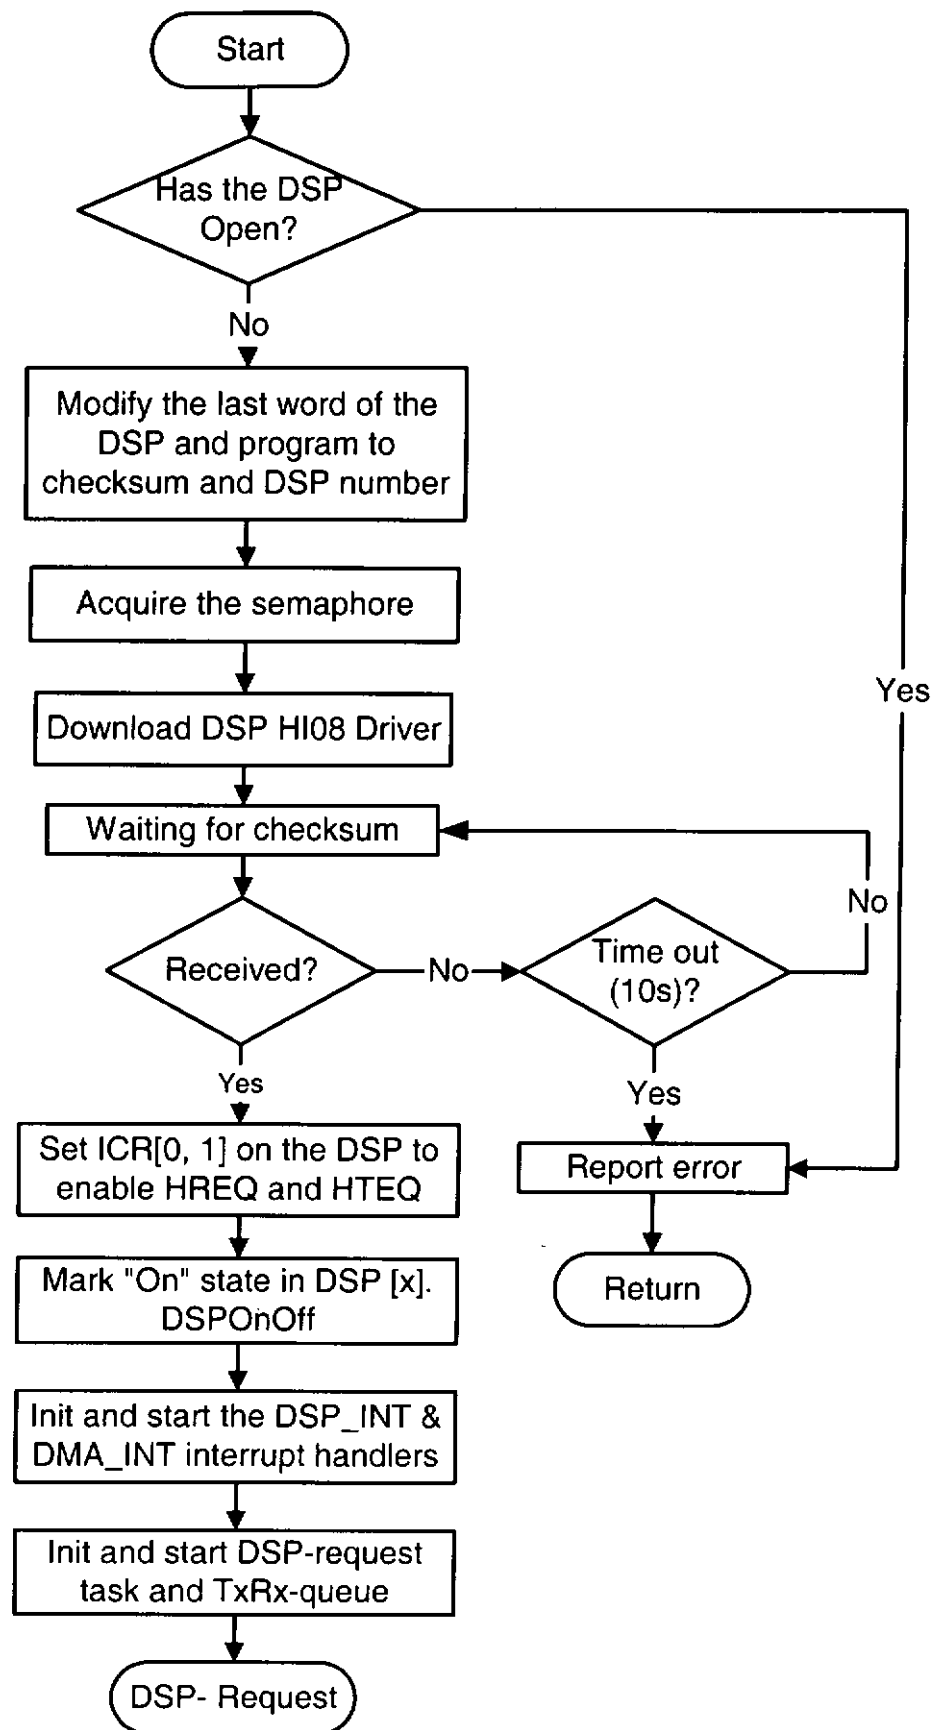 Start
Has the DSP
Open?
No
Modify the last word of the
DSP and program to
checksum and DSP number
Acquire the semaphore
Download DSP HI08 Driver
Yes
Waiting for checksum
No
Received?
No
Time out
(10s)?
Yes
Yes
Set ICR[0, 1] on the DSP to
enable HREQ and HTEQ
Report error
Mark "On" state in DSP [x].
DSPOnOff
Return
Init and start the DSP_INT &
DMA_INT interrupt handlers
Init and start DSP-request
task and TxRx-queue
DSP- Request